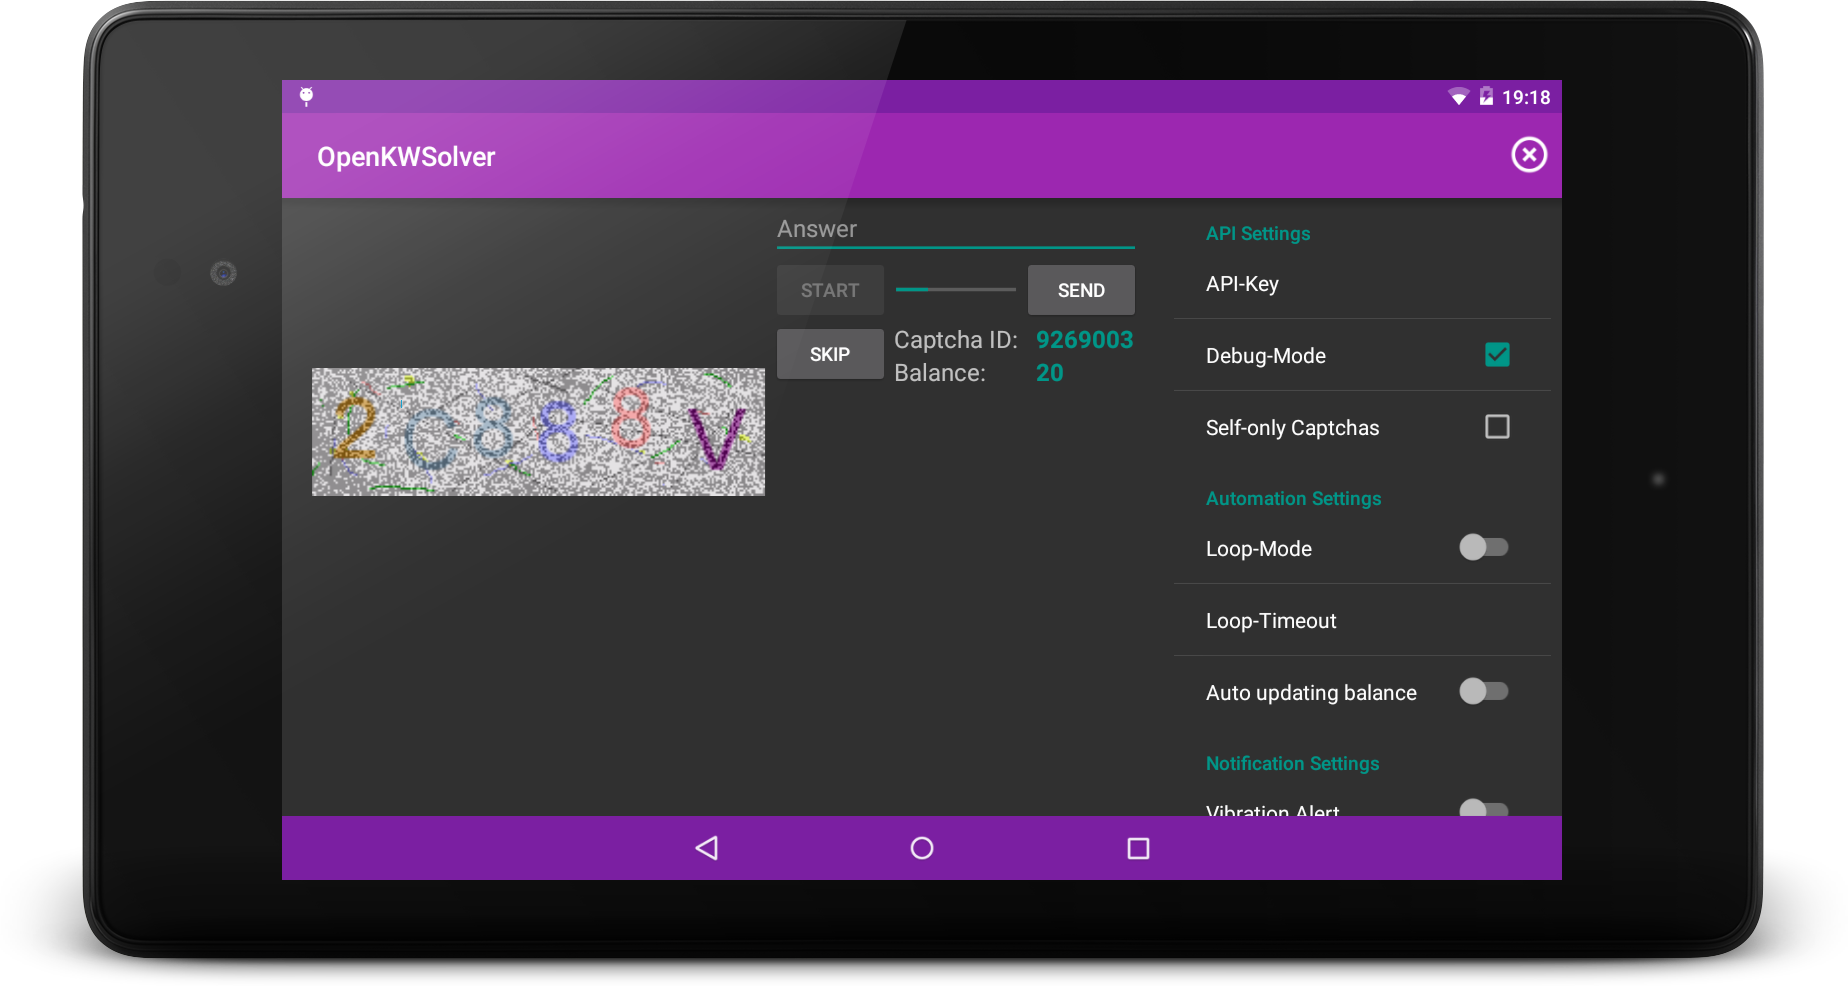 19:18
OpenKWSolver
2C888V
Answer
START
SEND
SKIP
Captcha ID: 9269003
Balance: 20
API Settings
API-Key
Debug-Mode
Self-only Captchas
Automation Settings
Loop-Mode
Loop-Timeout
Auto updating balance
Notification Settings
Vibration Alert